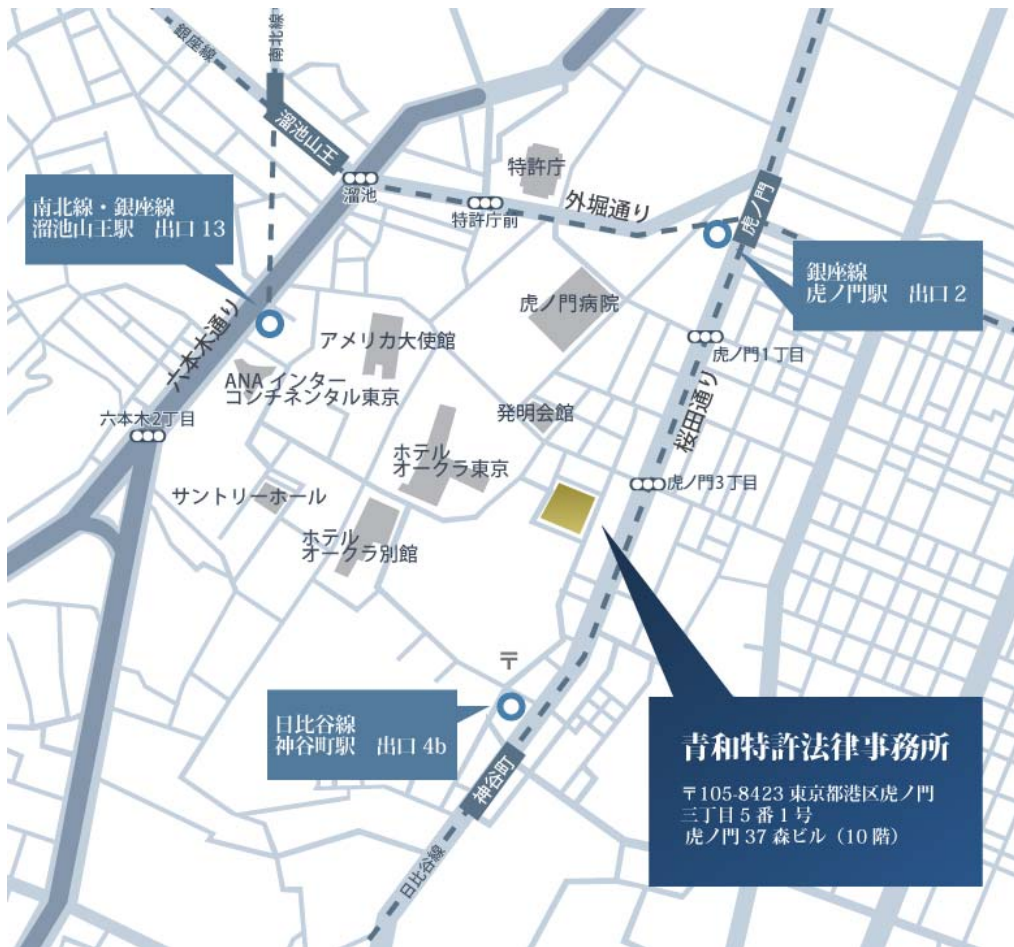 銀座線
南北線
溜池山王
溜池
特許庁
外堀通り
特許庁前
虎ノ門
南北線・銀座線
溜池山王駅 出口 13
銀座線
虎ノ門駅 出口 2
虎ノ門病院
六本木通り
アメリカ大使館
虎ノ門1丁目
ANA インター
コンチネンタル東京
六本木2丁目
発明会館
桜田通り
ホテル
オークラ東京
虎ノ門3丁目
サントリーホール
ホテル
オークラ別館
〒
日比谷線
神谷町駅 出口 4b
神谷町
日比谷線
青和特許法律事務所
〒105-8423 東京都港区虎ノ門
三丁目 5 番 1 号
虎ノ門 37 森ビル（10 階）